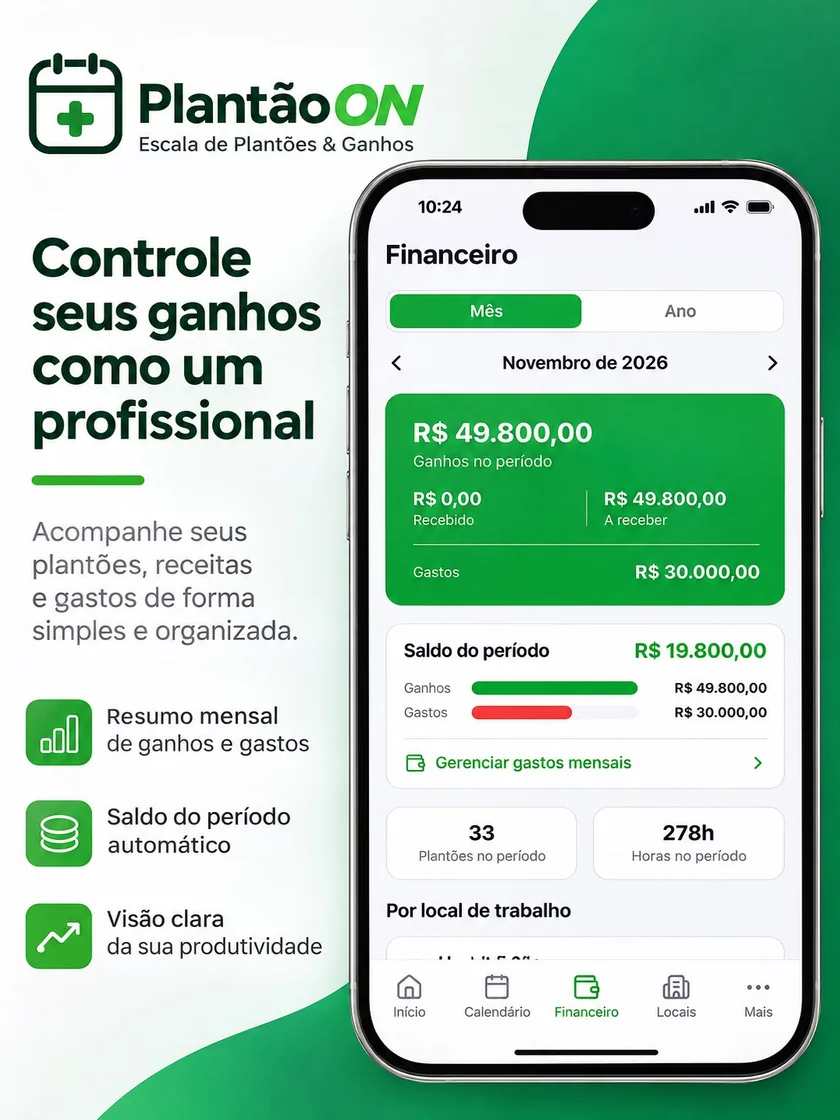 PlantãoON
Escala de Plantões & Ganhos
Controle
seus ganhos
como um
profissional
Acompanhe seus
plantões, receitas
e gastos de forma
simples e organizada.
Resumo mensal
de ganhos e gastos
Saldo do período
automático
Visão clara
da sua produtividade
10:24
Financeiro
Mês
Ano
Novembro de 2026
R$ 49.800,00
Ganhos no período
R$ 0,00
Recebido
R$ 49.800,00
A receber
Gastos
R$ 30.000,00
Saldo do período
R$ 19.800,00
Ganhos
R$ 49.800,00
Gastos
R$ 30.000,00
Gerenciar gastos mensais
33
Plantões no período
278h
Horas no período
Por local de trabalho
Início
Calendário
Financeiro
Locais
Mais